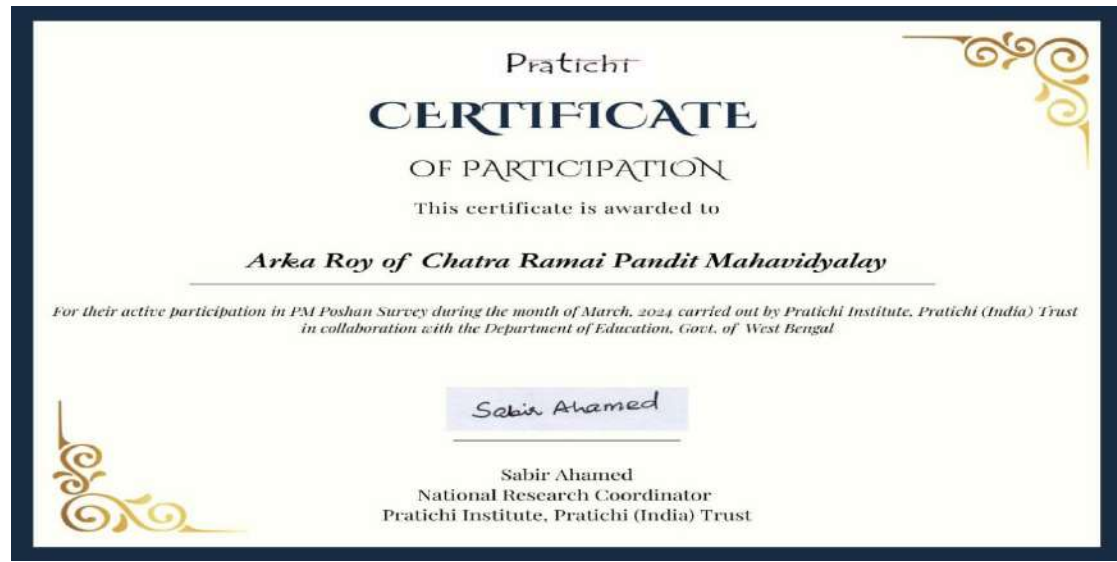 Pratichi
CERTIFICATE
OF PARTICIPATION
This certificate is awarded to
Arka Roy of Chatra Ramai Pandit Mahavidyalay
For their active participation in PM Poshan Survey during the month of March, 2024 carried out by Pratichi Institute, Pratichi (India) Trust
in collaboration with the Department of Education, Govt. of West Bengal
Sabir Ahamed
Sabir Ahamed
National Research Coordinator
Pratichi Institute, Pratichi (India) Trust